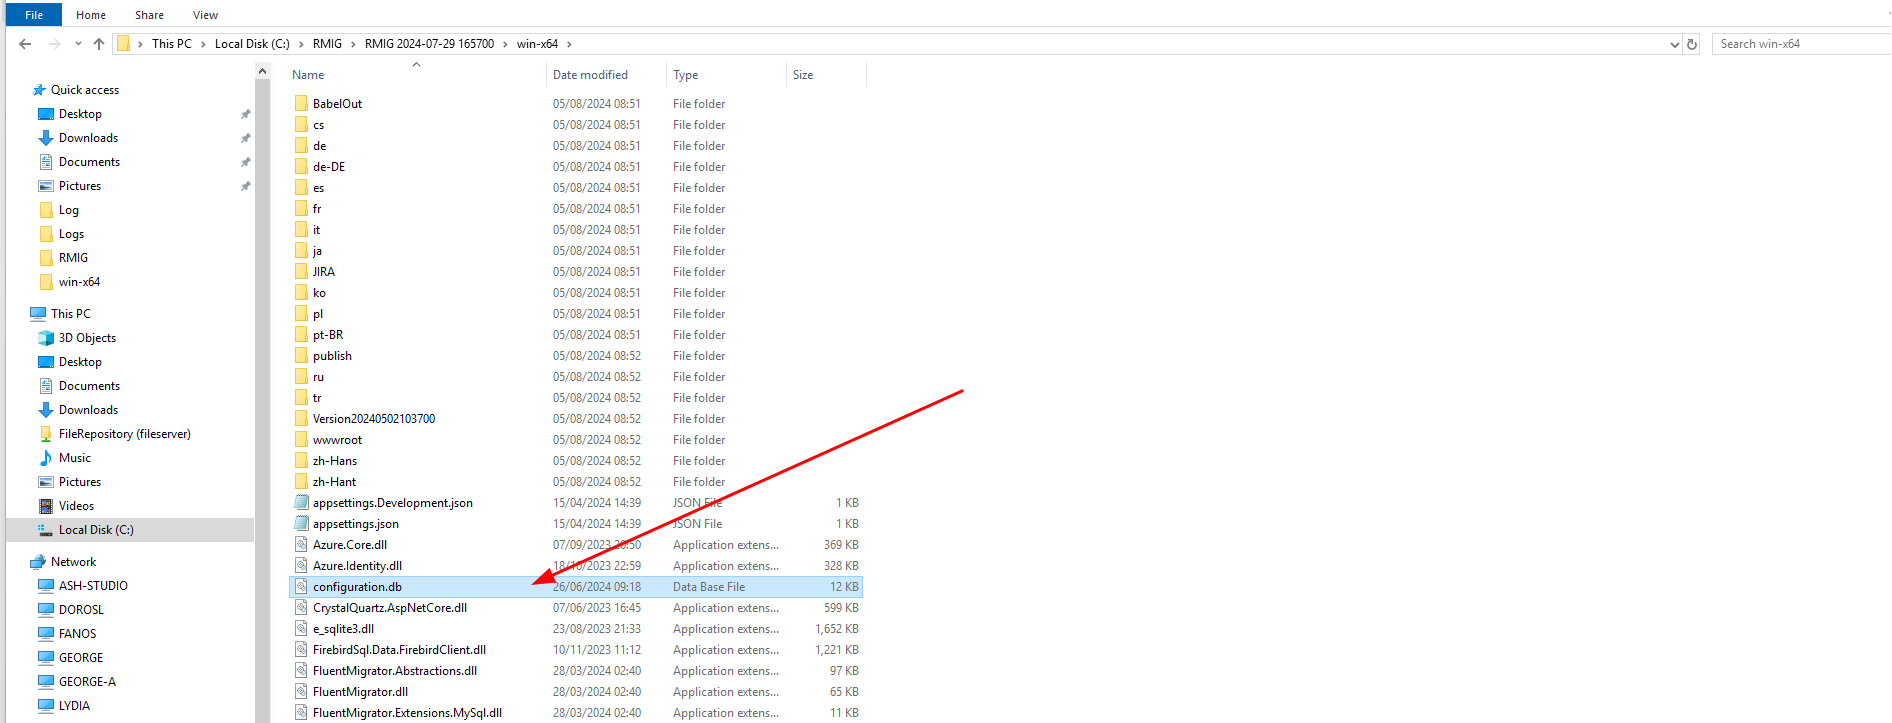 File Home Share View
This PC Local Disk (C:) RMIG RMIG 2024-07-29 165700 win-x64
Search win-x64
Quick access
Desktop
Downloads
Documents
Pictures
Log
Logs
RMIG
win-x64
This PC
3D Objects
Desktop
Documents
Downloads
FileRepository (fileserver)
Music
Pictures
Videos
Local Disk (C:)
Network
ASH-STUDIO
DOROSL
FANOS
GEORGE
GEORGE-A
LYDIA
Name Date modified Type Size
BabelOut 05/08/2024 08:51 File folder
cs 05/08/2024 08:51 File folder
de 05/08/2024 08:51 File folder
de-DE 05/08/2024 08:51 File folder
es 05/08/2024 08:51 File folder
fr 05/08/2024 08:51 File folder
it 05/08/2024 08:51 File folder
ja 05/08/2024 08:51 File folder
JIRA 05/08/2024 08:51 File folder
ko 05/08/2024 08:51 File folder
pl 05/08/2024 08:51 File folder
pt-BR 05/08/2024 08:51 File folder
publish 05/08/2024 08:52 File folder
ru 05/08/2024 08:52 File folder
tr 05/08/2024 08:52 File folder
Version20240502103700 05/08/2024 08:52 File folder
wwwroot 05/08/2024 08:52 File folder
zh-Hans 05/08/2024 08:52 File folder
zh-Hant 05/08/2024 08:52 File folder
appsettings.Development.json 15/04/2024 14:39 JSON File 1 KB
appsettings.json 15/04/2024 14:39 JSON File 1 KB
Azure.Core.dll 07/09/2023 20:50 Application extens... 369 KB
Azure.Identity.dll 18/10/2023 22:59 Application extens... 328 KB
configuration.db 26/06/2024 09:18 Data Base File 12 KB
CrystalQuartz.AspNetCore.dll 07/06/2023 16:45 Application extens... 599 KB
e_sqlite3.dll 23/08/2023 21:33 Application extens... 1,652 KB
FirebirdSql.Data.FirebirdClient.dll 10/11/2023 11:12 Application extens... 1,221 KB
FluentMigrator.Abstractions.dll 28/03/2024 02:40 Application extens... 97 KB
FluentMigrator.dll 28/03/2024 02:40 Application extens... 65 KB
FluentMigrator.Extensions.MySql.dll 28/03/2024 02:40 Application extens... 11 KB